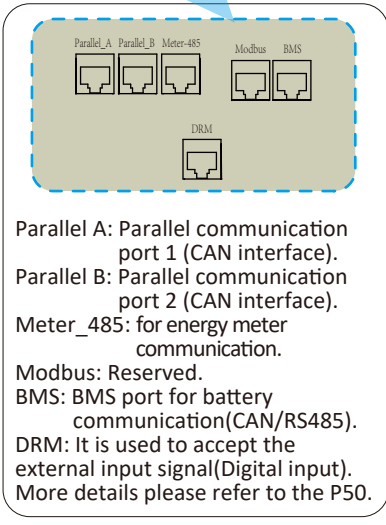 Parallel_A Parallel_B Meter-485 Modbus BMS
DRM
Parallel A: Parallel communication
port 1 (CAN interface).
Parallel B: Parallel communication
port 2 (CAN interface).
Meter_485: for energy meter
communication.
Modbus: Reserved.
BMS: BMS port for battery
communication(CAN/RS485).
DRM: It is used to accept the
external input signal(Digital input).
More details please refer to the P50.